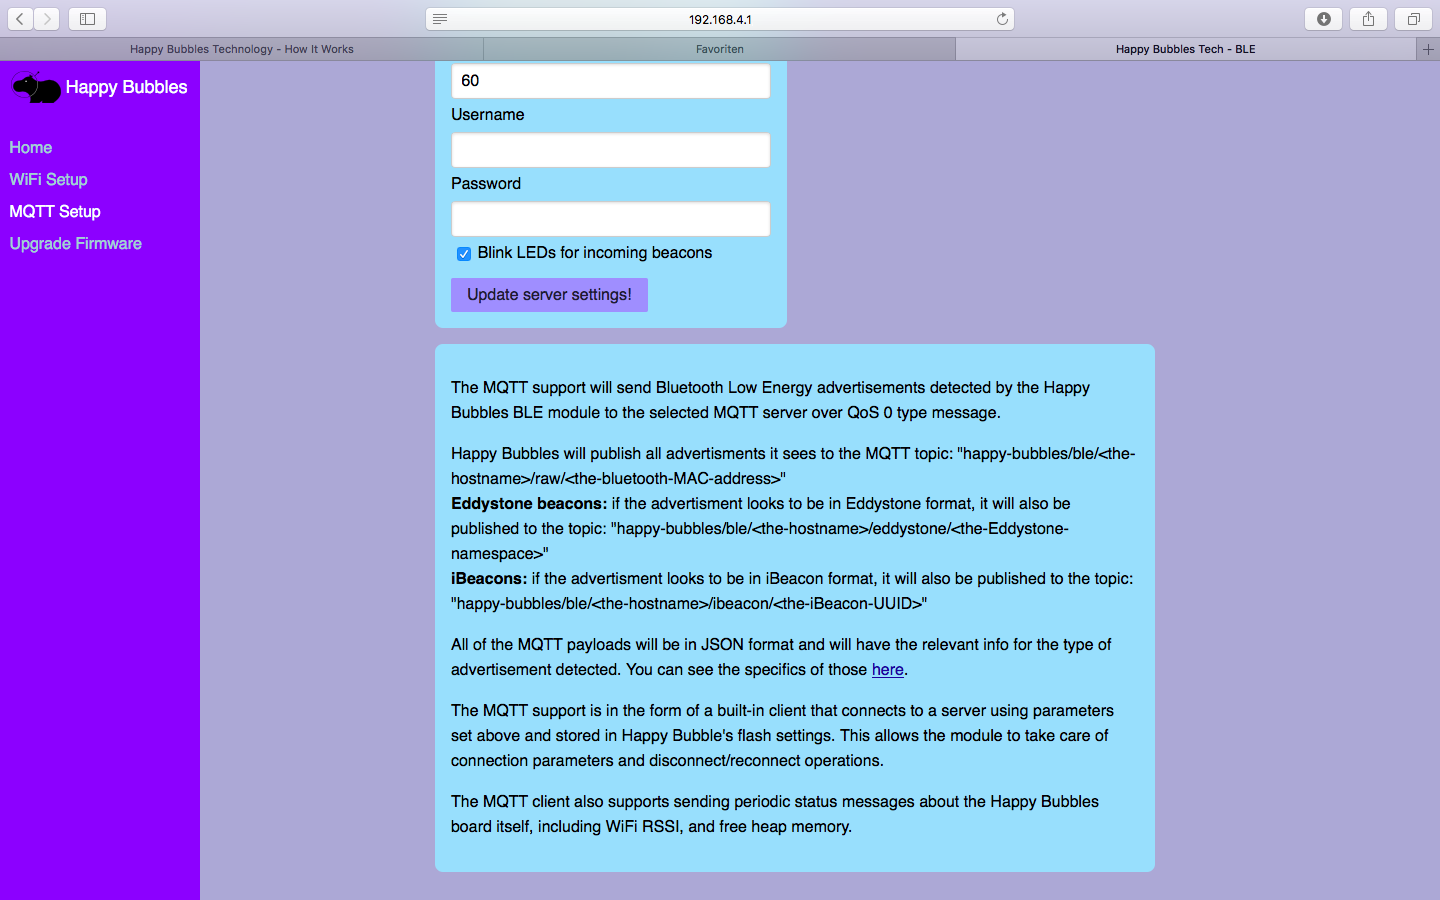 192.168.4.1
Happy Bubbles Technology - How It Works
Favoriten
Happy Bubbles Tech - BLE
Happy Bubbles
Home
WiFi Setup
MQTT Setup
Upgrade Firmware
60
Username
Password
Blink LEDs for incoming beacons
Update server settings!
The MQTT support will send Bluetooth Low Energy advertisements detected by the Happy
Bubbles BLE module to the selected MQTT server over QoS 0 type message.
Happy Bubbles will publish all advertisments it sees to the MQTT topic: "happy-bubbles/ble/<the-
hostname>/raw/<the-bluetooth-MAC-address>"
Eddystone beacons: if the advertisment looks to be in Eddystone format, it will also be
published to the topic: "happy-bubbles/ble/<the-hostname>/eddystone/<the-Eddystone-
namespace>"
iBeacons: if the advertisment looks to be in iBeacon format, it will also be published to the topic:
"happy-bubbles/ble/<the-hostname>/ibeacon/<the-iBeacon-UUID>"
All of the MQTT payloads will be in JSON format and will have the relevant info for the type of
advertisement detected. You can see the specifics of those here.
The MQTT support is in the form of a built-in client that connects to a server using parameters
set above and stored in Happy Bubble's flash settings. This allows the module to take care of
connection parameters and disconnect/reconnect operations.
The MQTT client also supports sending periodic status messages about the Happy Bubbles
board itself, including WiFi RSSI, and free heap memory.